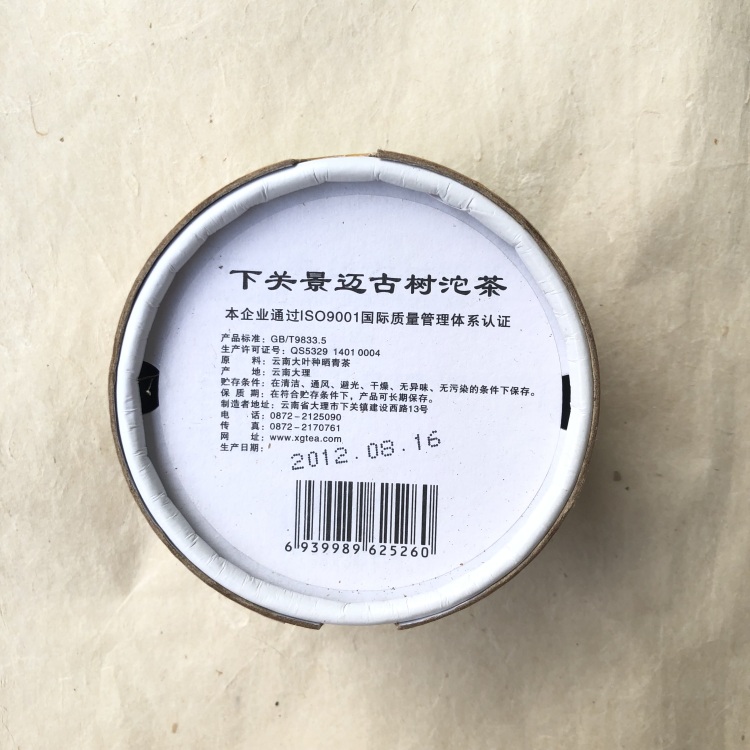 下关景迈古树沱茶
本企业通过ISO9001国际质量管理体系认证
产品标准：GB/T9833.5
生产许可证号：QS5329 1401 0004
原 料：云南大叶种晒青茶
产 地：云南大理
贮存条件：在清洁、通风、避光、干燥、无异味、无污染的条件下保存。
保 质 期：在符合贮存条件下，产品可长期保存。
制造者地址：云南省大理市下关镇建设西路13号
电 话：0872-2125090
传 真：0872-2170761
网 址：www.xgtea.com
生产日期：
2012.08.16
6 939989 625260